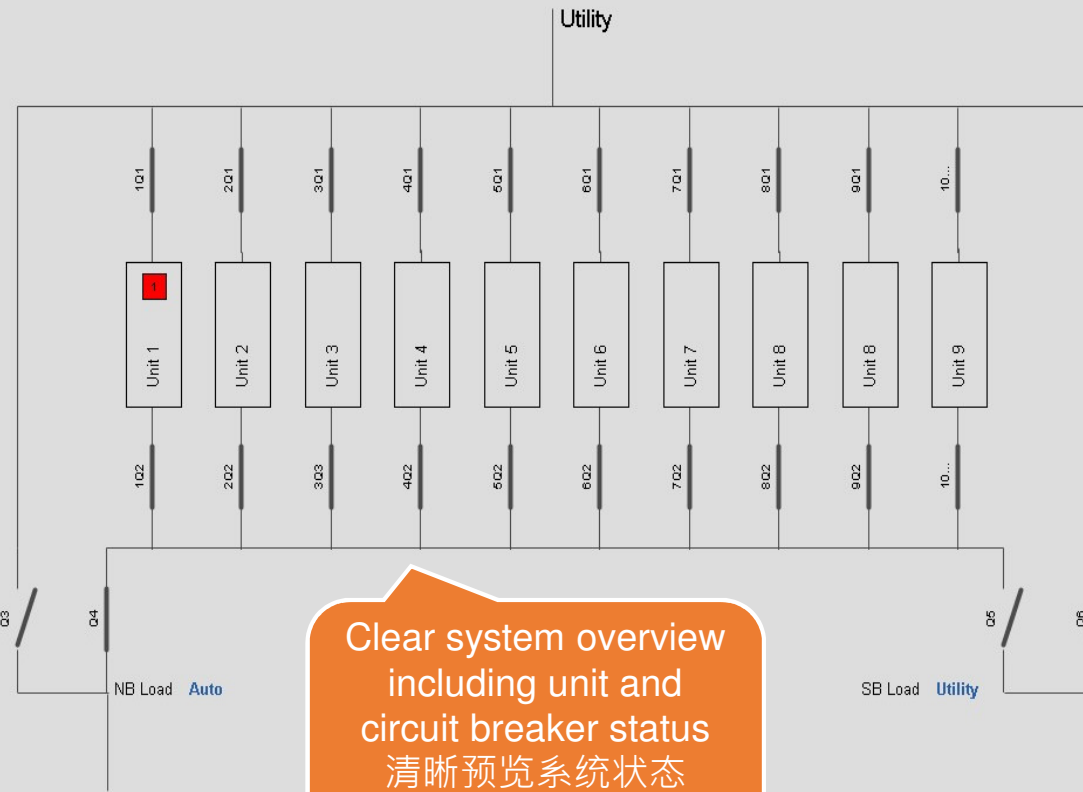 Utility
1Q1
2Q1
3Q1
4Q1
5Q1
6Q1
7Q1
8Q1
9Q1
10...
1
Unit 1
Unit 2
Unit 3
Unit 4
Unit 5
Unit 6
Unit 7
Unit 8
Unit 8
Unit 9
1Q2
2Q2
3Q3
4Q2
5Q2
6Q2
7Q2
8Q2
9Q2
10...
Q3
Q4
Q5
Q6
NB Load Auto
SB Load Utility
Clear system overview
including unit and
circuit breaker status
清晰预览系统状态